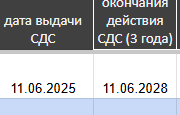 окончания
дата выдачи СДС
действия
СДС (3 года)
11.06.2025
11.06.2028